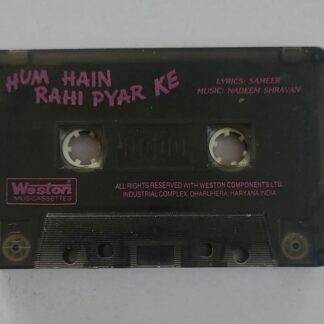 HUM HAIN
RAHI PYAR KE
LYRICS: SAMEER
MUSIC: NADEEM SHRAVAN
Weston
MUSICASSETTES
ALL RIGHTS RESERVED WITH WESTON COMPONENTS LTD.
INDUSTRIAL COMPLEX, DHARUHERA, HARYANA INDIA